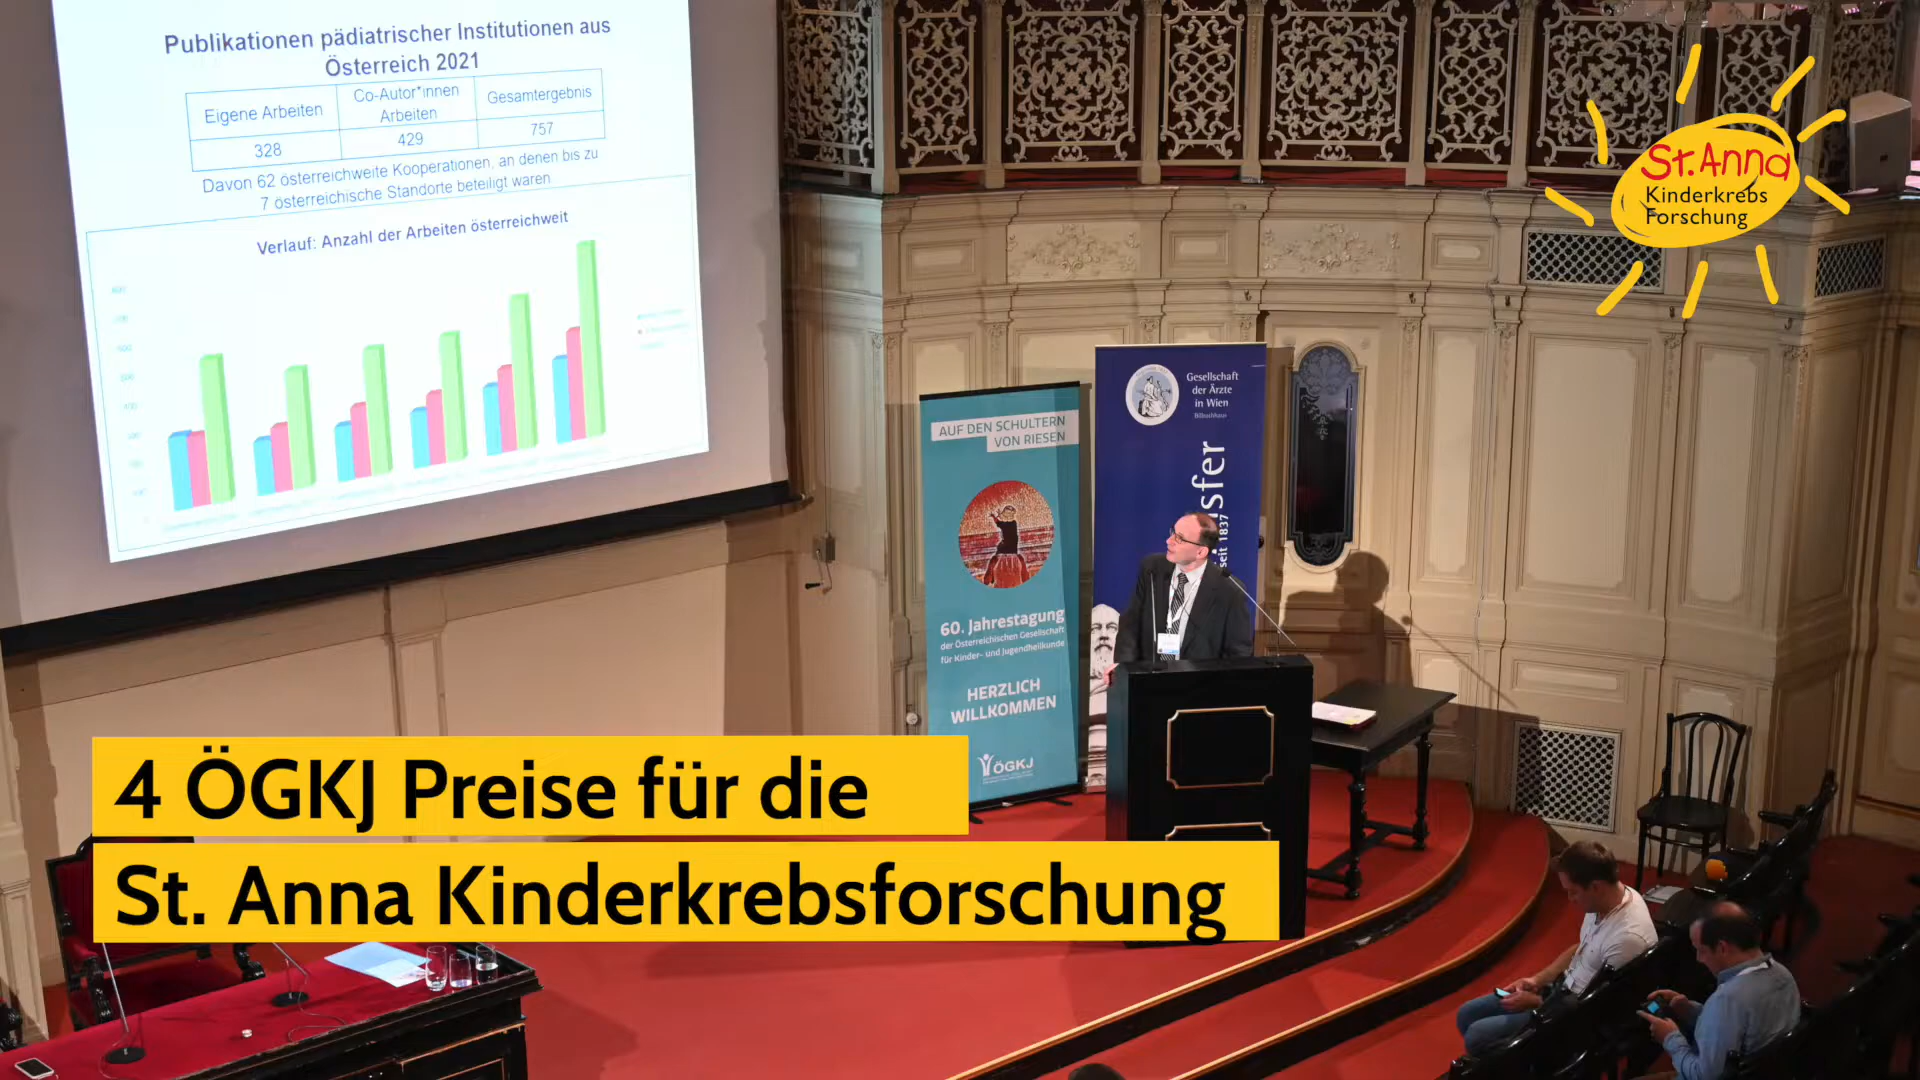 Publikationen pädiatrischer Institutionen aus
Österreich 2021
Eigene Arbeiten
Co-Autor*innen
Arbeiten
Gesamtergebnis
328
429
757
Davon 62 österreichweite Kooperationen, an denen bis zu
7 österreichische Standorte beteiligt waren
Verlauf: Anzahl der Arbeiten österreichweit
St. Anna
Kinderkrebs
Forschung
Gesellschaft
der Ärzte
in Wien
Billrothhaus
seit 1837
AUF DEN SCHULTERN
VON RIESEN
60. Jahrestagung
der Österreichischen Gesellschaft
für Kinder- und Jugendheilkunde
HERZLICH
WILLKOMMEN
ÖGKJ
4 ÖGKJ Preise für die
St. Anna Kinderkrebsforschung